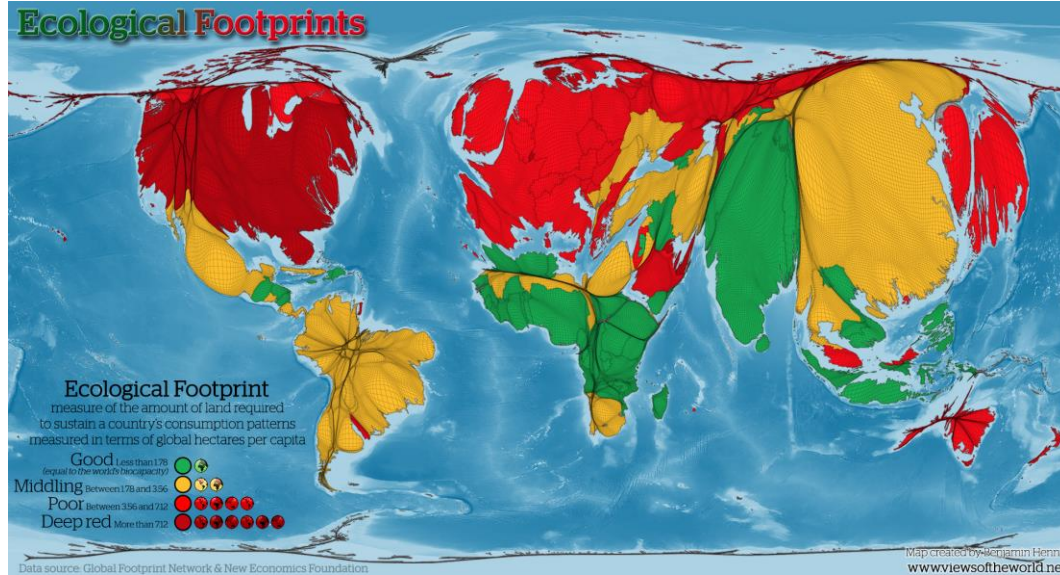 Ecological Footprints
Ecological Footprint
measure of the amount of land required
to sustain a country's consumption patterns
measured in terms of global hectares per capita
Good Less than 1.78
(equal to the world's biocapacity)
Middling Between 1.78 and 3.56
Poor Between 3.56 and 7.12
Deep red More than 7.12
Data source: Global Footprint Network & New Economics Foundation
Map created by Benjamin Henn
www.viewsoftheworld.ne